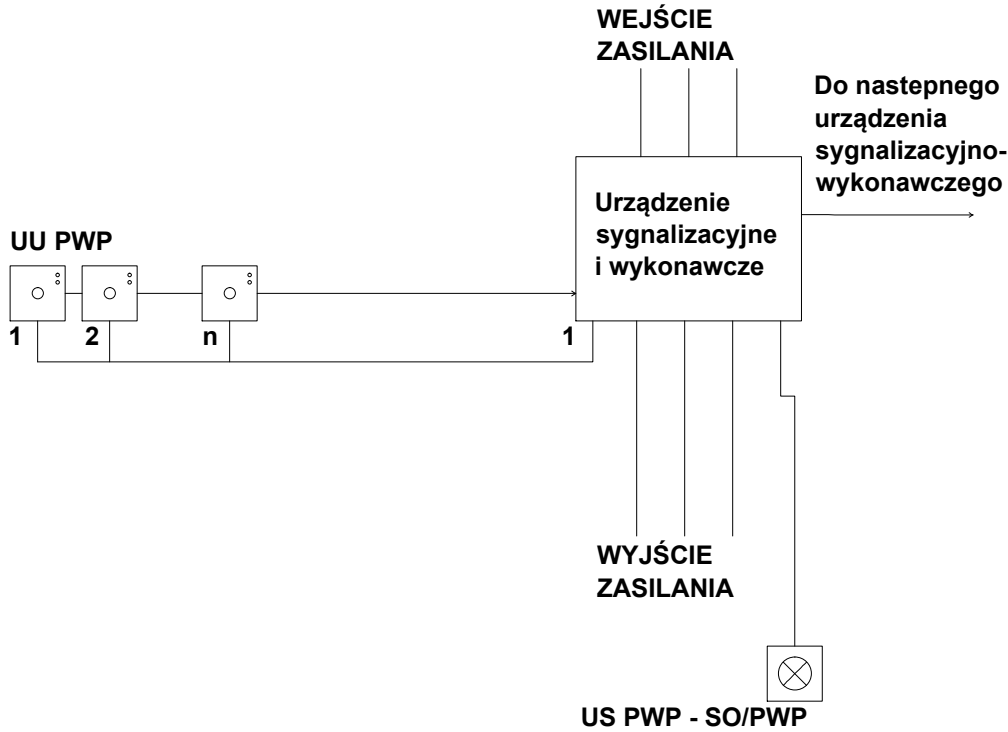 WEJŚCIE
ZASILANIA
Do nastepnego
urządzenia
sygnalizacyjno-
wykonawczego
Urządzenie
sygnalizacyjne
i wykonawcze
UU PWP
1
2
n
1
WYJŚCIE
ZASILANIA
US PWP - SO/PWP